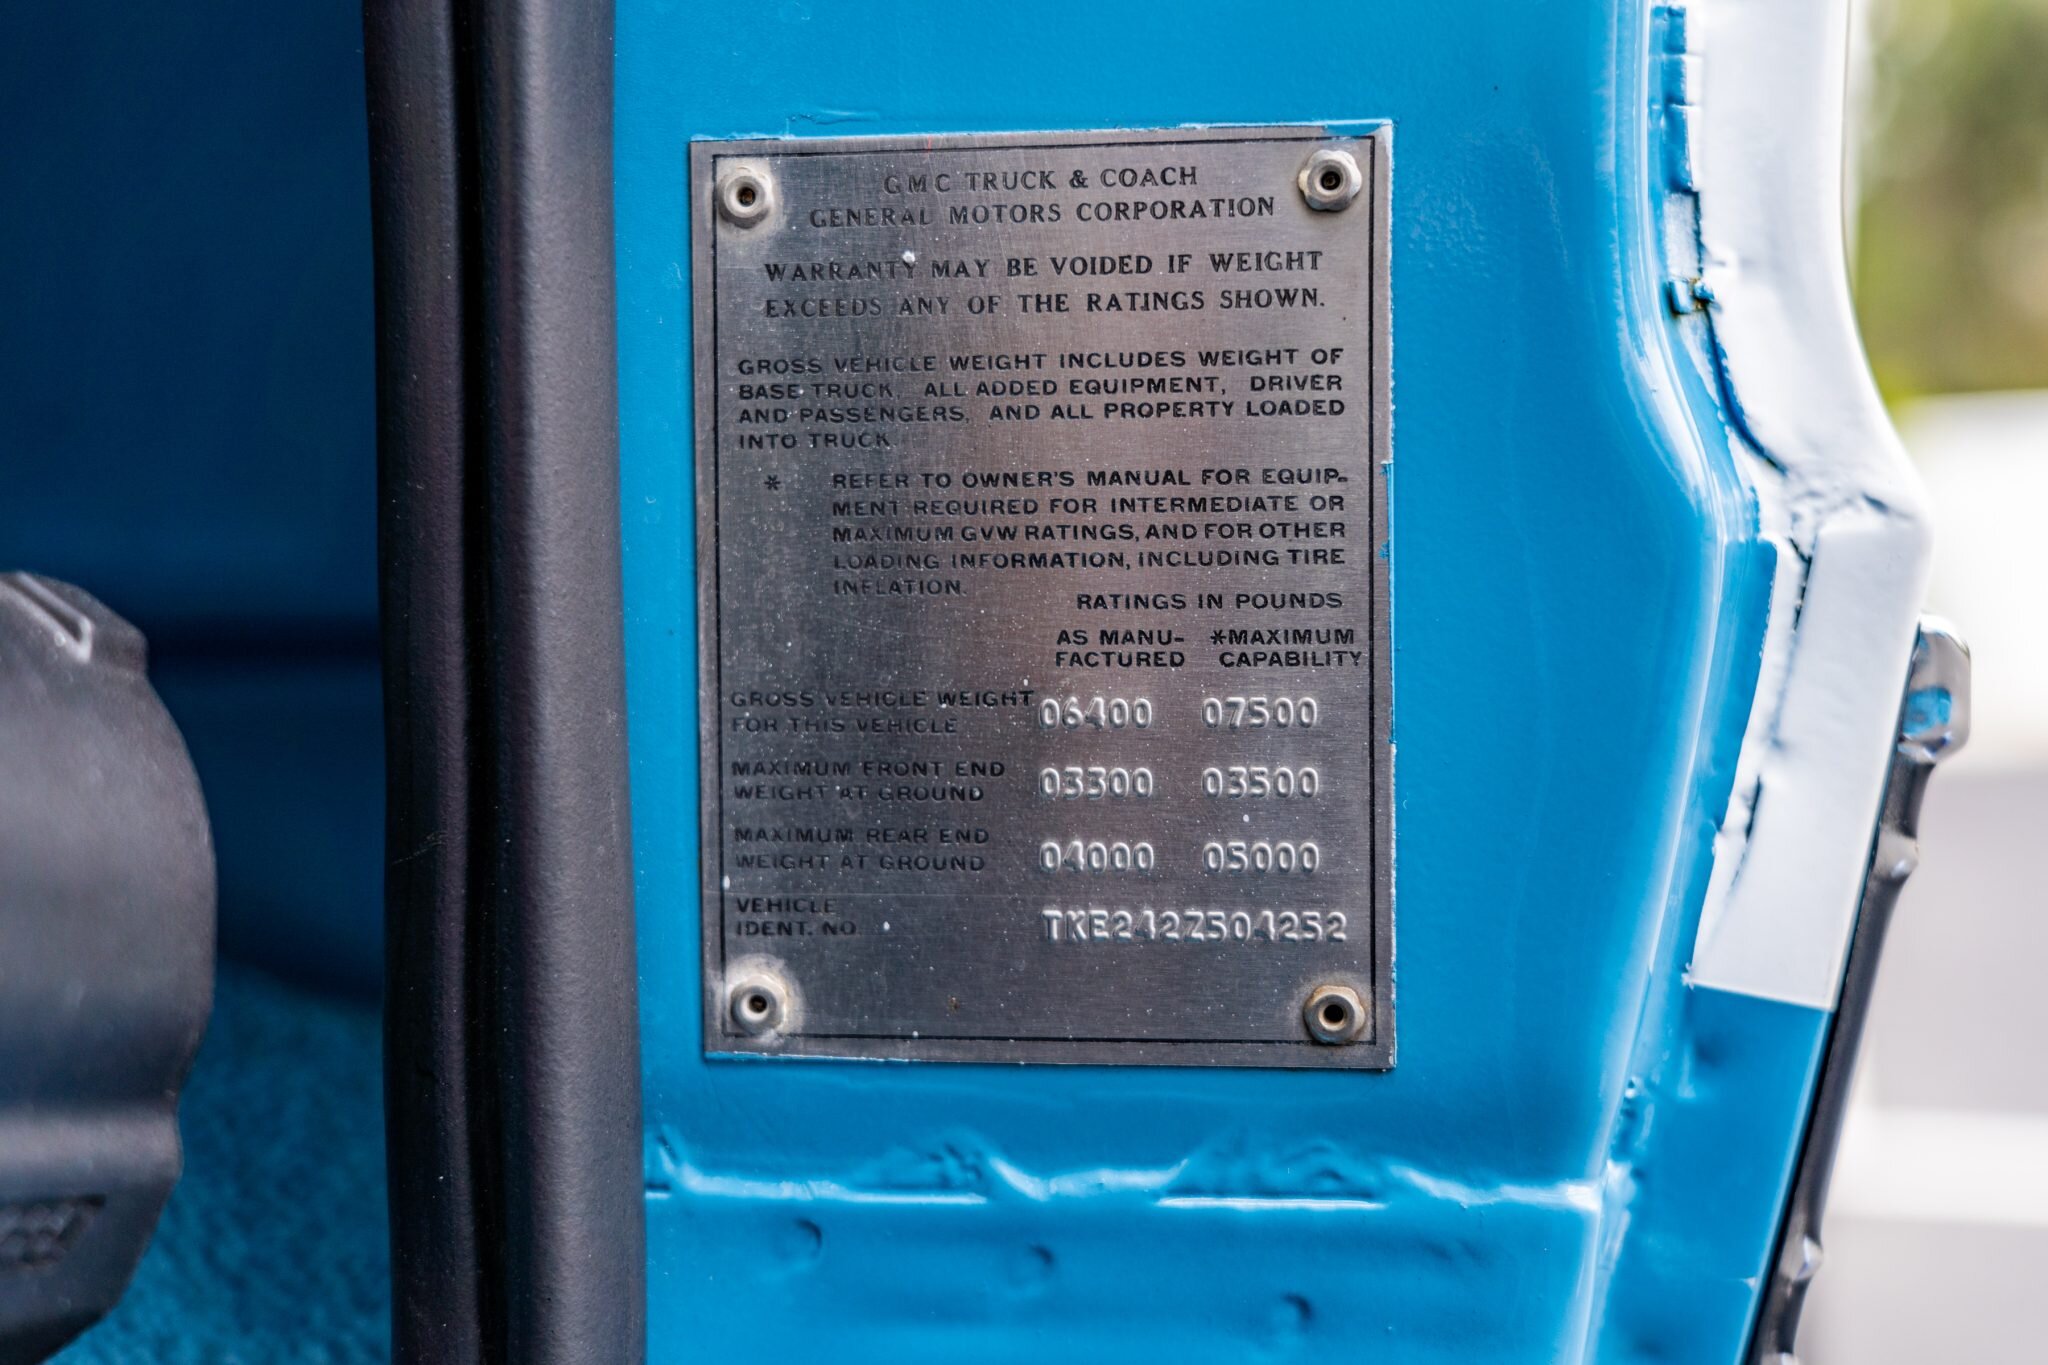 GMC TRUCK & COACH
GENERAL MOTORS CORPORATION
WARRANTY MAY BE VOIDED IF WEIGHT
EXCEEDS ANY OF THE RATINGS SHOWN.
GROSS VEHICLE WEIGHT INCLUDES WEIGHT OF
BASE TRUCK, ALL ADDED EQUIPMENT, DRIVER
AND PASSENGERS, AND ALL PROPERTY LOADED
INTO TRUCK.
* REFER TO OWNER'S MANUAL FOR EQUIP-
MENT REQUIRED FOR INTERMEDIATE OR
MAXIMUM GVW RATINGS, AND FOR OTHER
LOADING INFORMATION, INCLUDING TIRE
INFLATION.
RATINGS IN POUNDS
AS MANU- *MAXIMUM
FACTURED CAPABILITY
GROSS VEHICLE WEIGHT
FOR THIS VEHICLE 06400 07500
MAXIMUM FRONT END
WEIGHT AT GROUND 03300 03500
MAXIMUM REAR END
WEIGHT AT GROUND 04000 05000
VEHICLE
IDENT. NO. TKE242Z504252